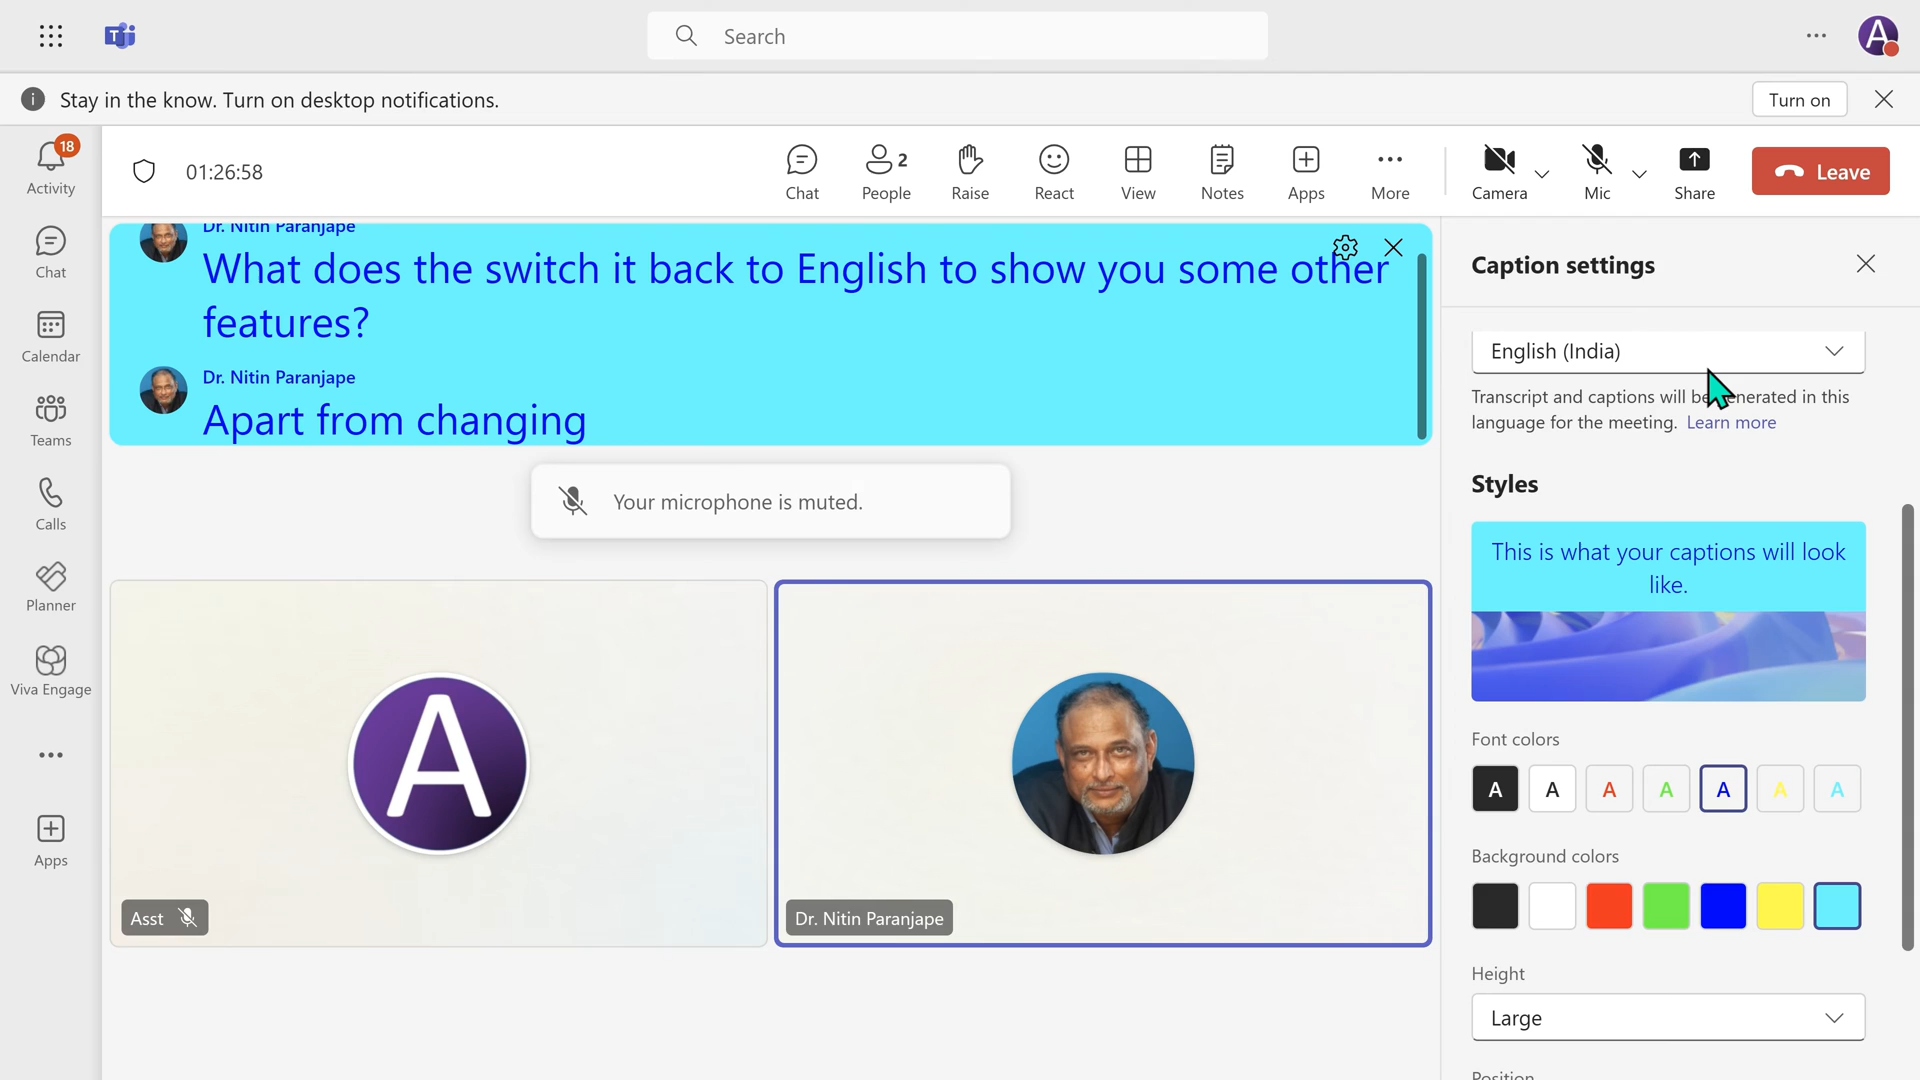 Search
A
Stay in the know. Turn on desktop notifications.
Turn on
18
Activity
Chat
Calendar
Teams
Calls
Planner
Viva Engage
Apps
01:26:58
Chat
2
People
Raise
React
View
Notes
Apps
More
Camera
Mic
Share
Leave
Dr. Nitin Paranjape
What does the switch it back to English to show you some other
features?
Dr. Nitin Paranjape
Apart from changing
Your microphone is muted.
A
Asst
Dr. Nitin Paranjape
Caption settings
English (India)
Transcript and captions will be generated in this
language for the meeting. Learn more
Styles
This is what your captions will look
like.
Font colors
A A A A A A A
Background colors
Height
Large
Position